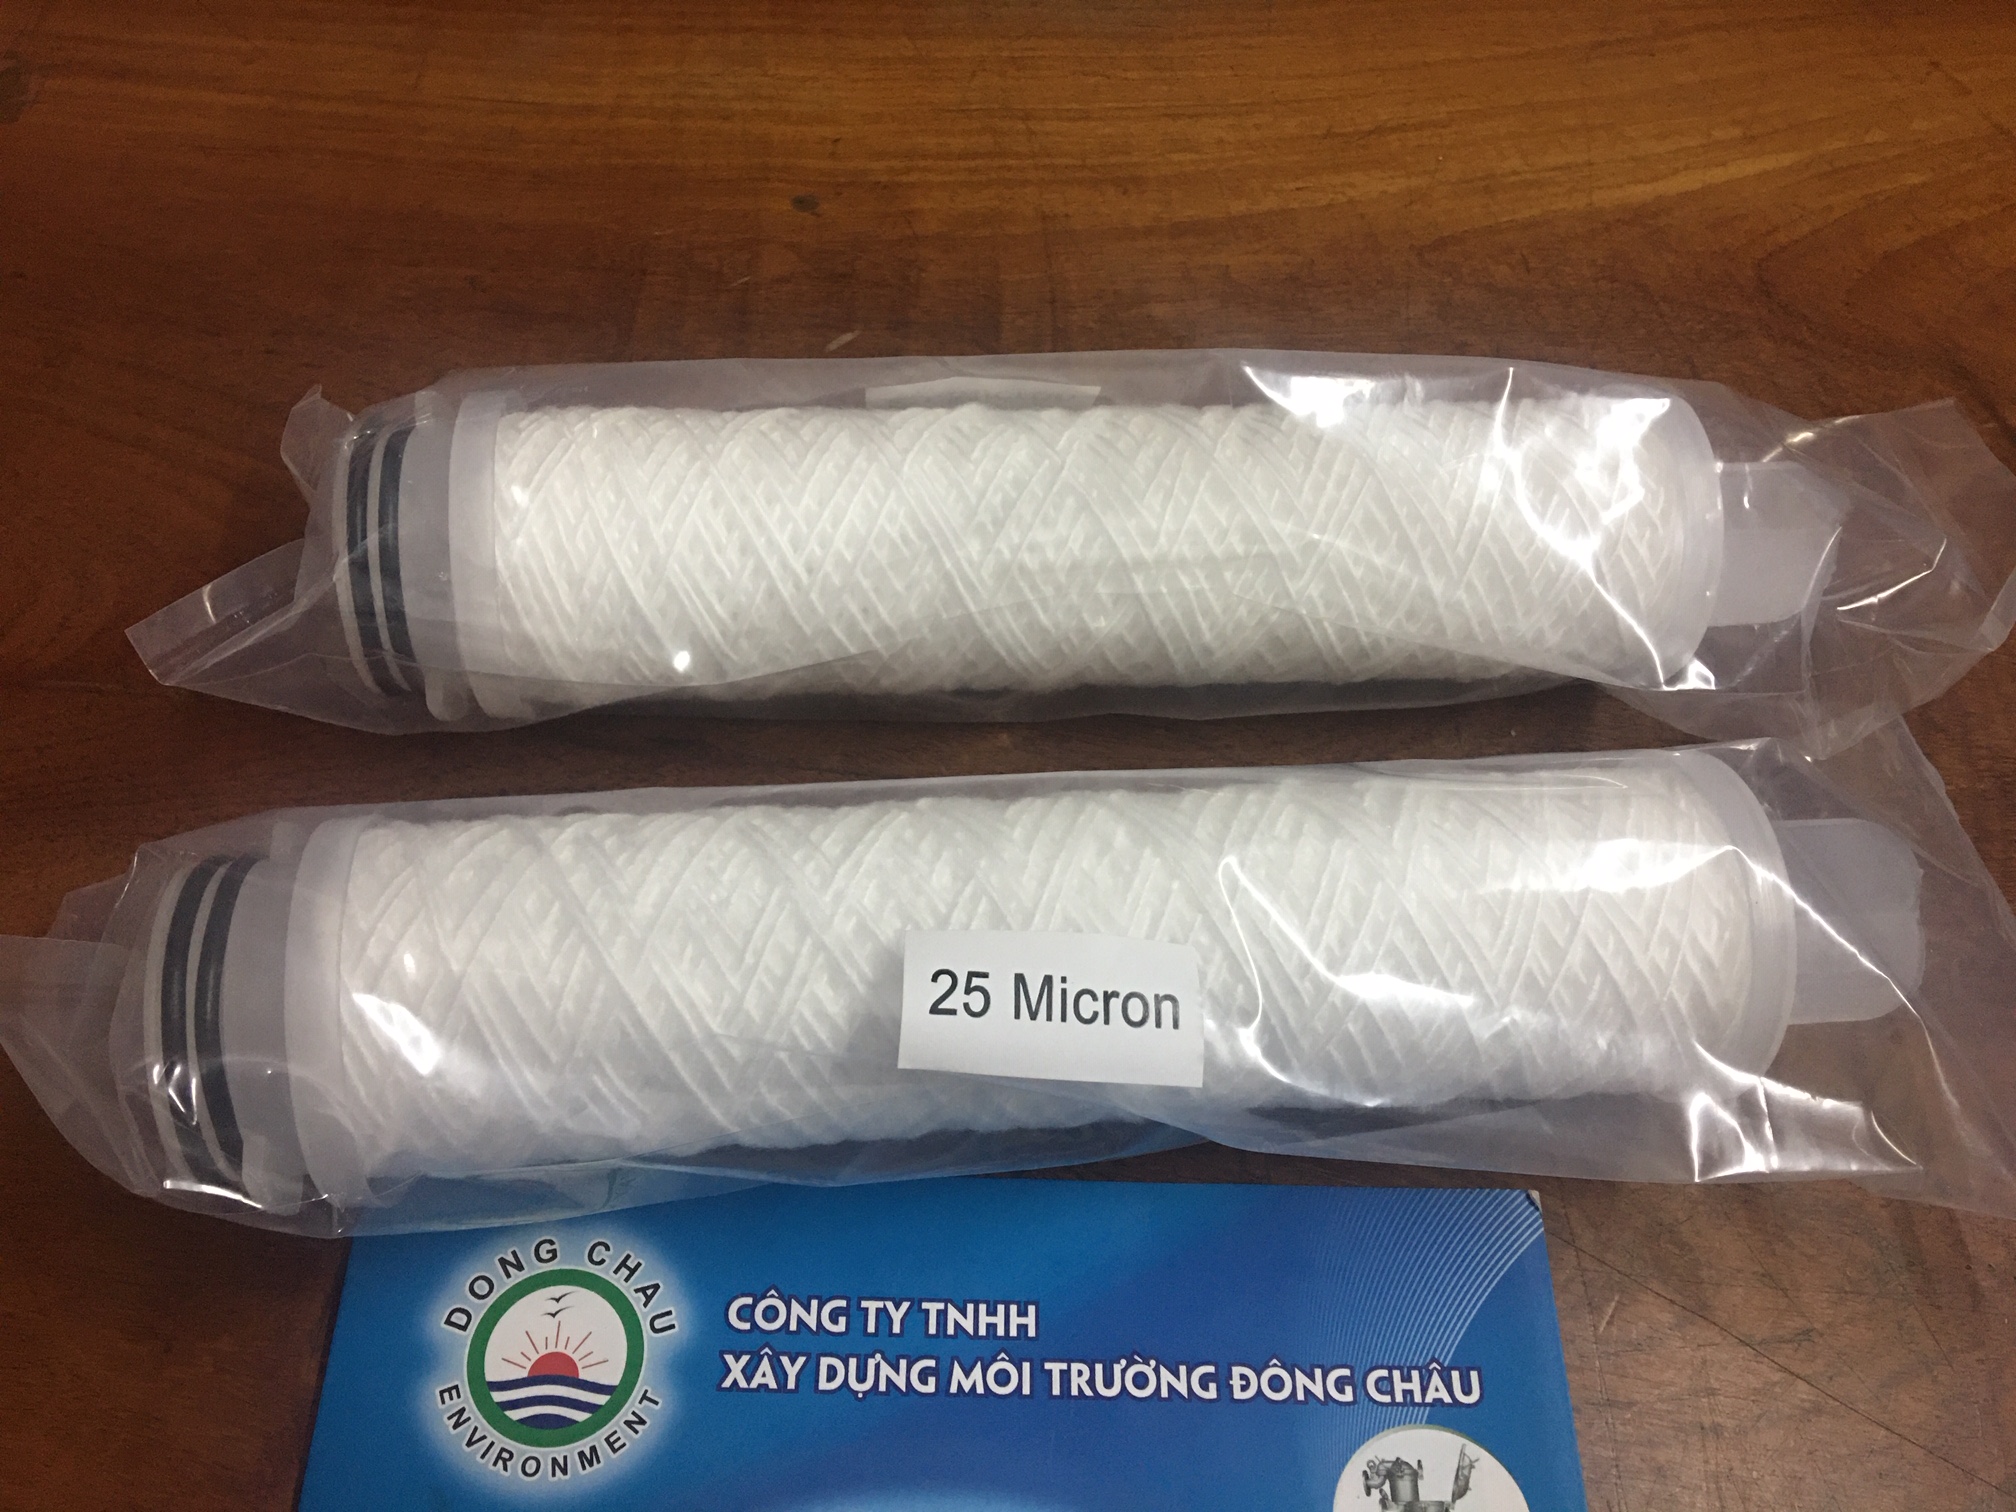 25 Micron
DONG CHAU
ENVIRONMENT
CÔNG TY TNHH
XÂY DỰNG MÔI TRƯỜNG ĐÔNG CHÂU